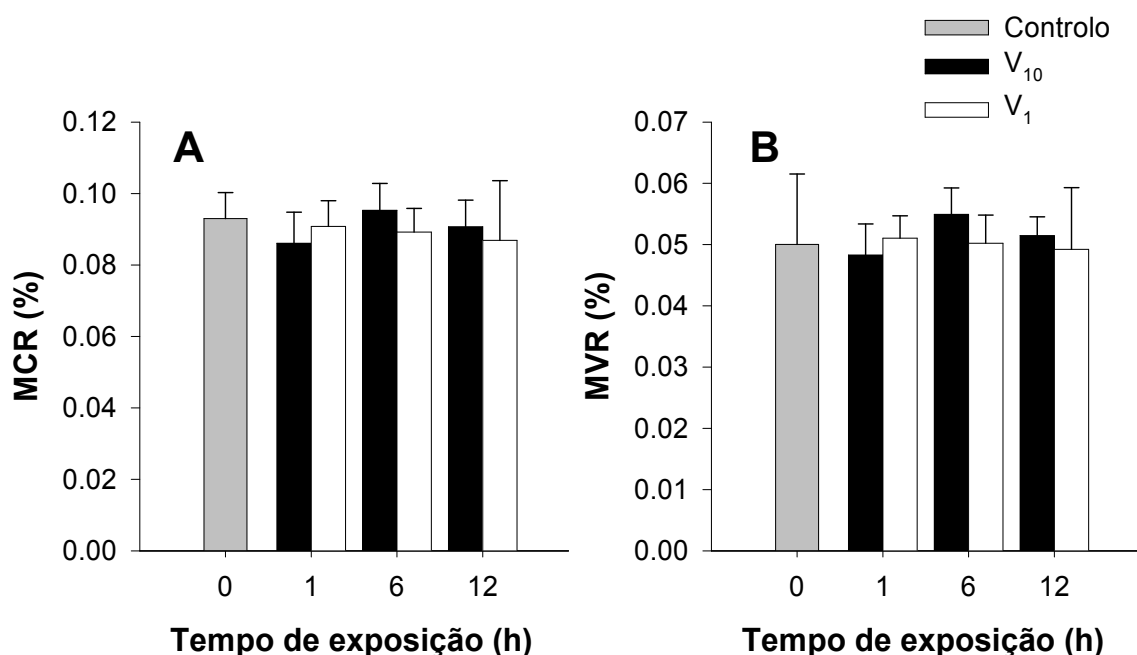 Controlo
V10
V1
A
0.12
0.10
0.08
0.06
0.04
0.02
0.00
MCR (%)
0 1 6 12
Tempo de exposição (h)
B
0.07
0.06
0.05
0.04
0.03
0.02
0.01
0.00
MVR (%)
0 1 6 12
Tempo de exposição (h)